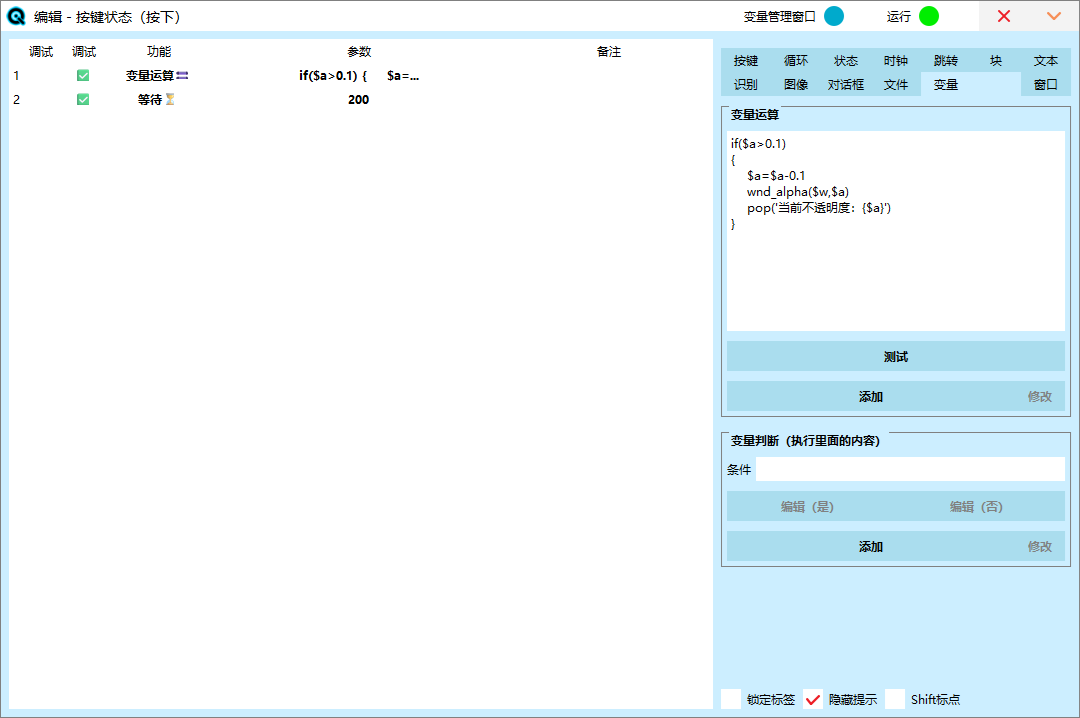 编辑 - 按键状态（按下）
变量管理窗口
运行
调试 调试 功能 参数 备注
1 变量运算 if($a>0.1) { $a=...
2 等待 200
按键 循环 状态 时钟 跳转 块 文本
识别 图像 对话框 文件 变量 窗口
变量运算
if($a>0.1)
{
$a=$a-0.1
wnd_alpha($w,$a)
pop('当前不透明度：{$a}')
}
测试
添加 修改
变量判断（执行里面的内容）
条件
编辑（是） 编辑（否）
添加 修改
锁定标签 隐藏提示 Shift标点